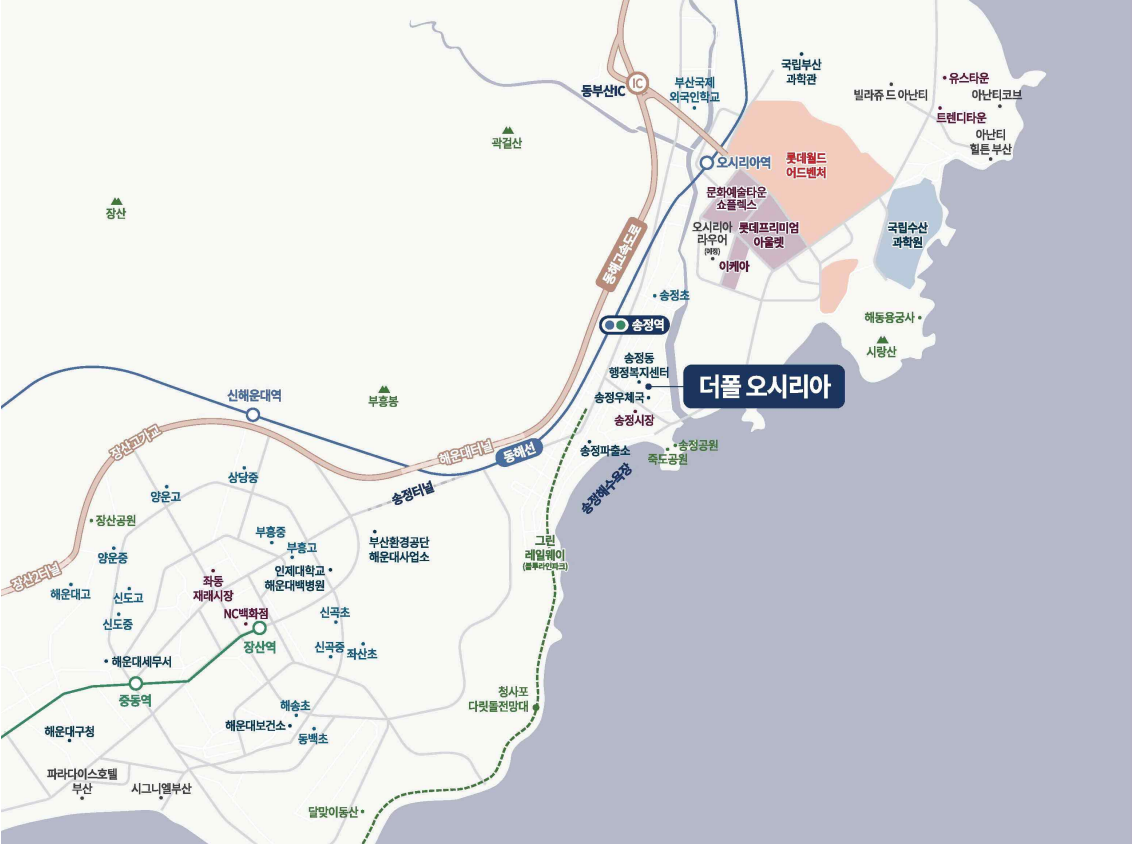 국립부산
과학관
유스타운
부산국제
외국인학교
동부산IC
IC
빌라쥬 드 아난티
아난티코브
트렌디타운
아난티
힐튼 부산
곽걸산
오시리아역
롯데월드
어드벤처
장산
문화예술타운
쇼플렉스
오시리아
라우어
(예정)
롯데프리미엄
아울렛
국립수산
과학원
동해고속도로
이케아
송정초
해동용궁사
송정역
시랑산
송정동
행정복지센터
더폴 오시리아
신해운대역
부흥봉
송정우체국
송정시장
장산고가교
해운대터널
동해선
송정파출소
송정공원
죽도공원
상당중
송정해수욕장
양운고
송정터널
장산공원
부흥중
부산환경공단
해운대사업소
그린
레일웨이
(블루라인파크)
부흥고
양운중
인제대학교
해운대백병원
장산2터널
좌동
재래시장
해운대고
신도고
NC백화점
신곡초
신도중
장산역
신곡중
좌산초
해운대세무서
중동역
청사포
다릿돌전망대
해송초
해운대보건소
동백초
해운대구청
파라다이스호텔
부산
시그니엘부산
달맞이동산